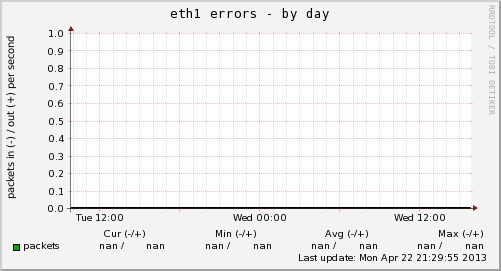 eth1 errors - by day
RRDTOOL / TOBI OETIKER
packets in (-) / out (+) per second
1.0
0.9
0.8
0.7
0.6
0.5
0.4
0.3
0.2
0.1
0.0
Tue 12:00 Wed 00:00 Wed 12:00
Cur (-/+) Min (-/+) Avg (-/+) Max (-/+)
packets nan / nan nan / nan nan / nan nan / nan
Last update: Mon Apr 22 21:29:55 2013